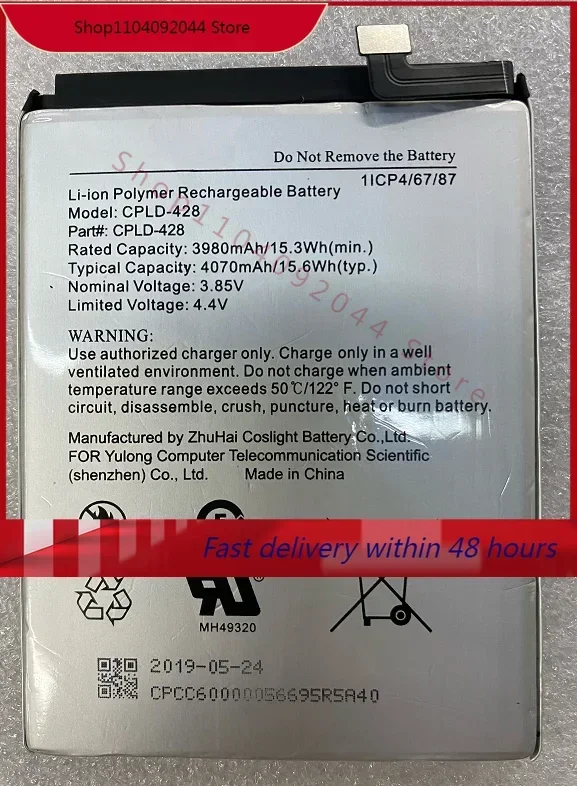 Shop1104092044 Store
Do Not Remove the Battery
1ICP4/67/87
Li-ion Polymer Rechargeable Battery
Model: CPLD-428
Part#: CPLD-428
Rated Capacity: 3980mAh/15.3Wh(min.)
Typical Capacity: 4070mAh/15.6Wh(typ.)
Nominal Voltage: 3.85V
Limited Voltage: 4.4V
Shop1104092044 Store
WARNING:
Use authorized charger only. Charge only in a well
ventilated environment. Do not charge when ambient
temperature range exceeds 50℃/122° F. Do not short
circuit, disassemble, crush, puncture, heat or burn battery.
Manufactured by ZhuHai Coslight Battery Co.,Ltd.
FOR Yulong Computer Telecommunication Scientific
(shenzhen) Co., Ltd. Made in China
Fast delivery within 48 hours
®
MH49320
2019-05-24
CPCC60000056695R5A40